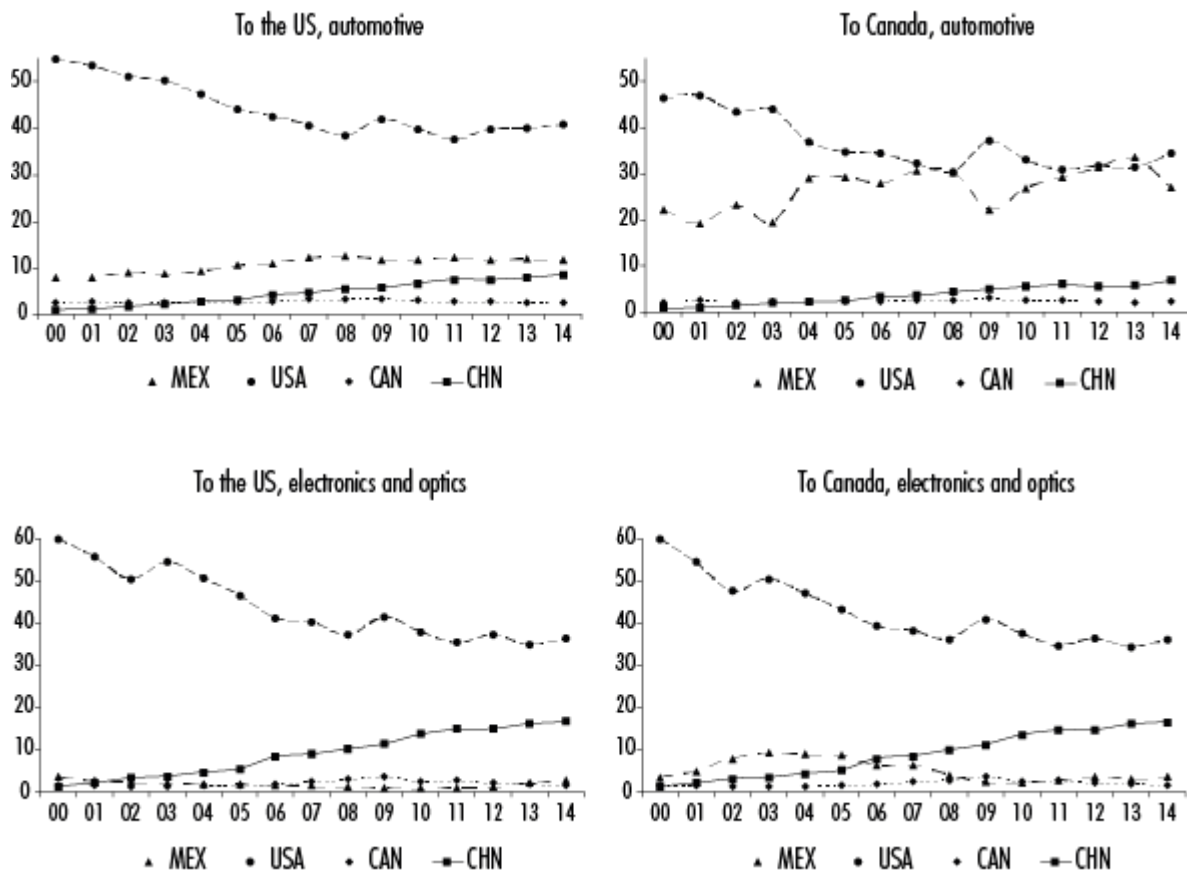 To the US, automotive
50
40
30
20
10
0
00 01 02 03 04 05 06 07 08 09 10 11 12 13 14
MEX USA CAN CHN
To Canada, automotive
50
40
30
20
10
0
00 01 02 03 04 05 06 07 08 09 10 11 12 13 14
MEX USA CAN CHN
To the US, electronics and optics
60
50
40
30
20
10
0
00 01 02 03 04 05 06 07 08 09 10 11 12 13 14
MEX USA CAN CHN
To Canada, electronics and optics
60
50
40
30
20
10
0
00 01 02 03 04 05 06 07 08 09 10 11 12 13 14
MEX USA CAN CHN